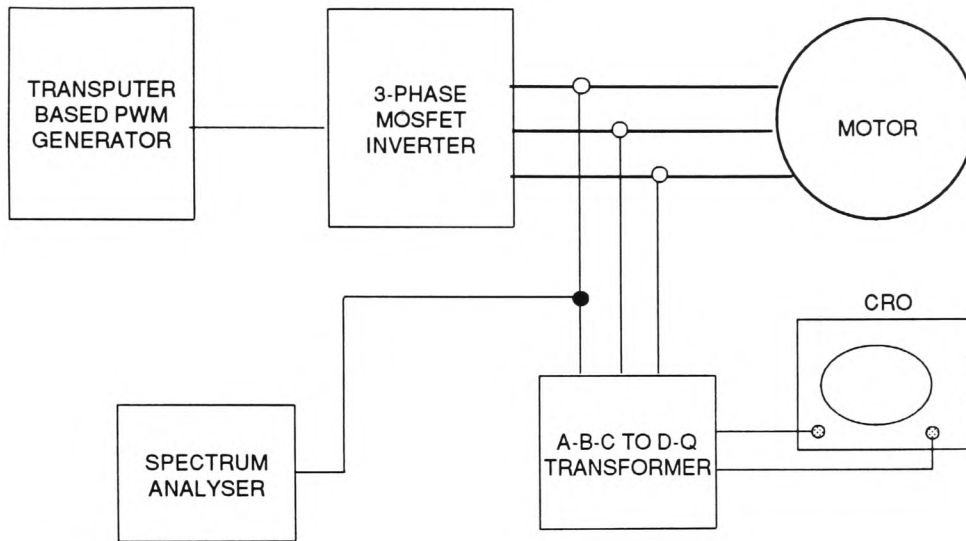 TRANSPUTER
BASED PWM
GENERATOR
3-PHASE
MOSFET
INVERTER
MOTOR
CRO
SPECTRUM
ANALYSER
A-B-C TO D-Q
TRANSFORMER